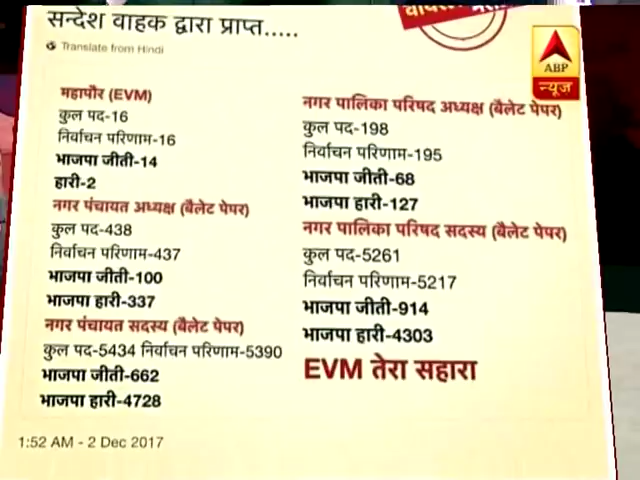 सन्देश वाहक द्वारा प्राप्त.....
Translate from Hindi
वायरल
ABP
न्यूज़
महापौर (EVM)
कुल पद-16
निर्वाचन परिणाम-16
भाजपा जीती-14
हारी-2
नगर पंचायत अध्यक्ष (बैलेट पेपर)
कुल पद-438
निर्वाचन परिणाम-437
भाजपा जीती-100
भाजपा हारी-337
नगर पंचायत सदस्य (बैलेट पेपर)
कुल पद-5434 निर्वाचन परिणाम-5390
भाजपा जीती-662
भाजपा हारी-4728
नगर पालिका परिषद अध्यक्ष (बैलेट पेपर)
कुल पद-198
निर्वाचन परिणाम-195
भाजपा जीती-68
भाजपा हारी-127
नगर पालिका परिषद सदस्य (बैलेट पेपर)
कुल पद-5261
निर्वाचन परिणाम-5217
भाजपा जीती-914
भाजपा हारी-4303
EVM तेरा सहारा
1:52 AM - 2 Dec 2017